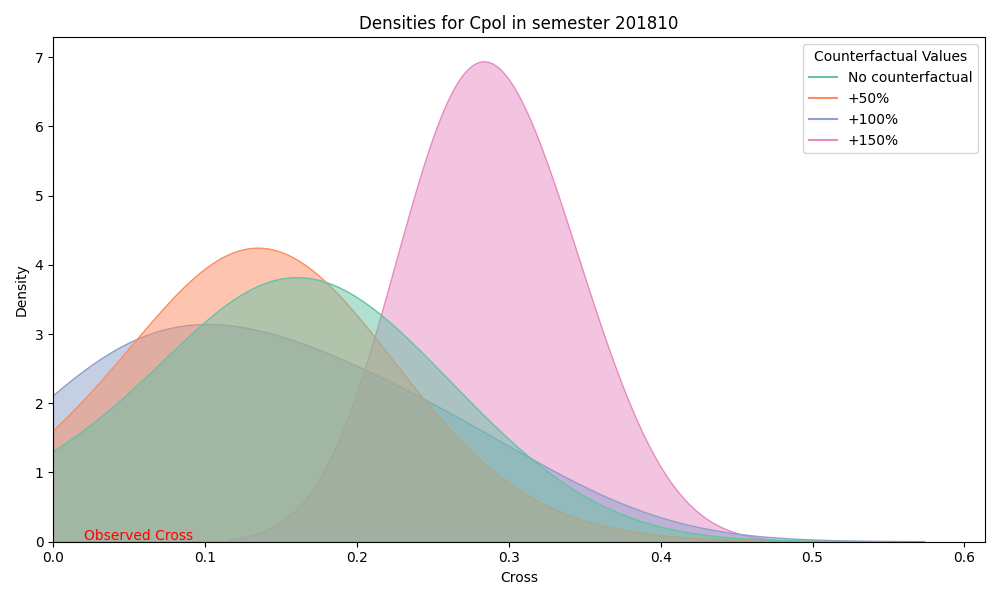 Densities for Cpol in semester 201810
Counterfactual Values
No counterfactual
+50%
+100%
+150%
Density
7
6
5
4
3
2
1
0
Observed Cross
0.0 0.1 0.2 0.3 0.4 0.5 0.6
Cross